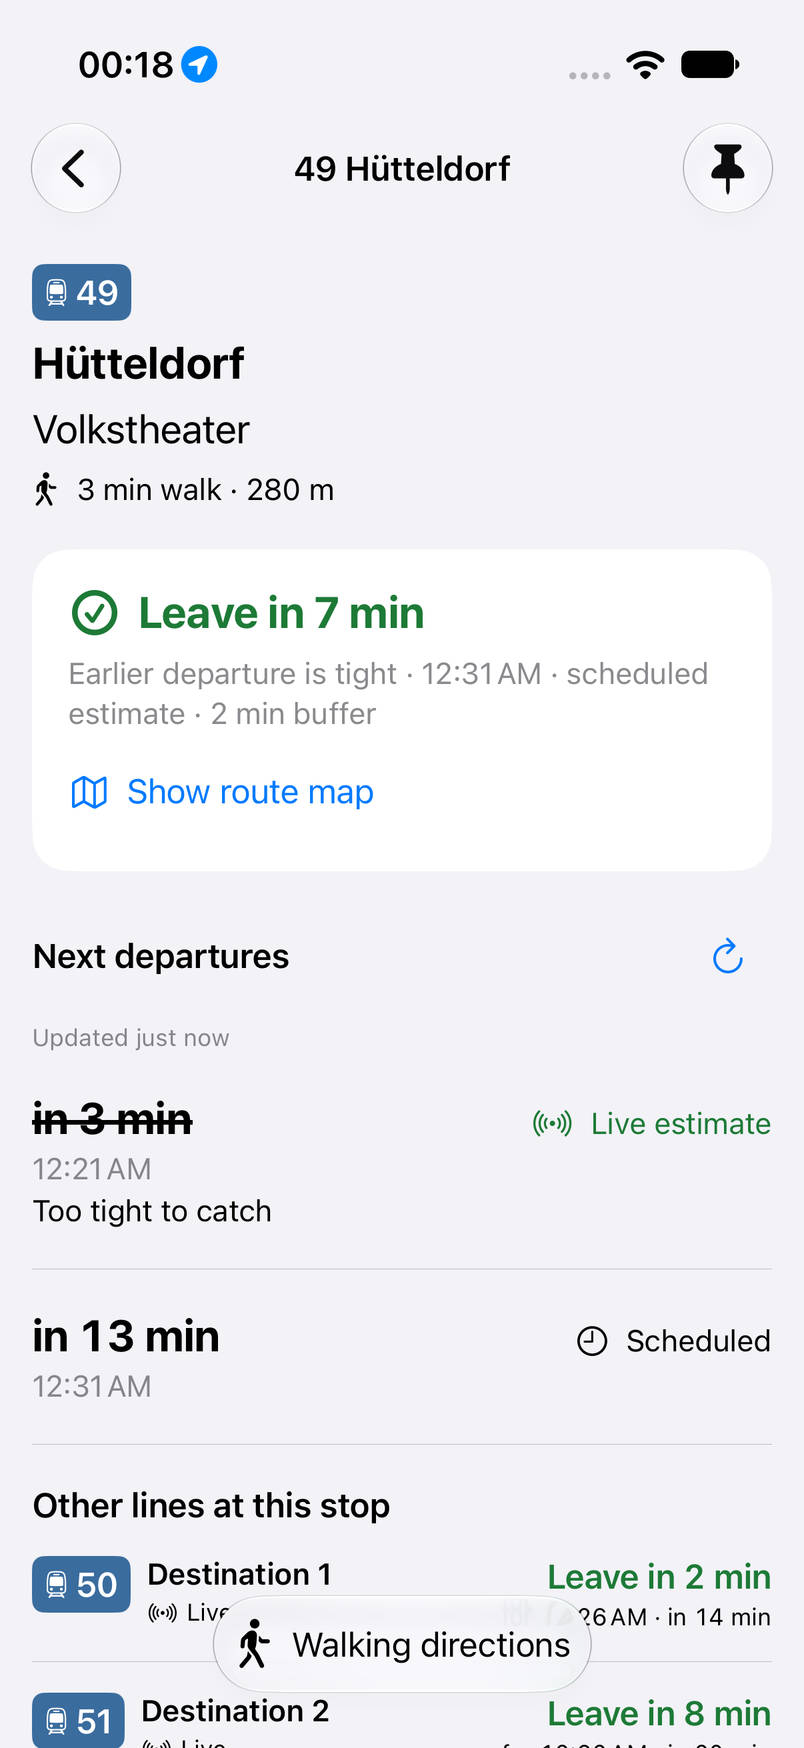 00:18
49 Hütteldorf
49
Hütteldorf
Volkstheater
3 min walk · 280 m
Leave in 7 min
Earlier departure is tight · 12:31 AM · scheduled
estimate · 2 min buffer
Show route map
Next departures
Updated just now
in 3 min
Live estimate
12:21 AM
Too tight to catch
in 13 min
Scheduled
12:31 AM
Other lines at this stop
50
Destination 1
Leave in 2 min
Live
26 AM · in 14 min
Walking directions
51
Destination 2
Leave in 8 min
Live